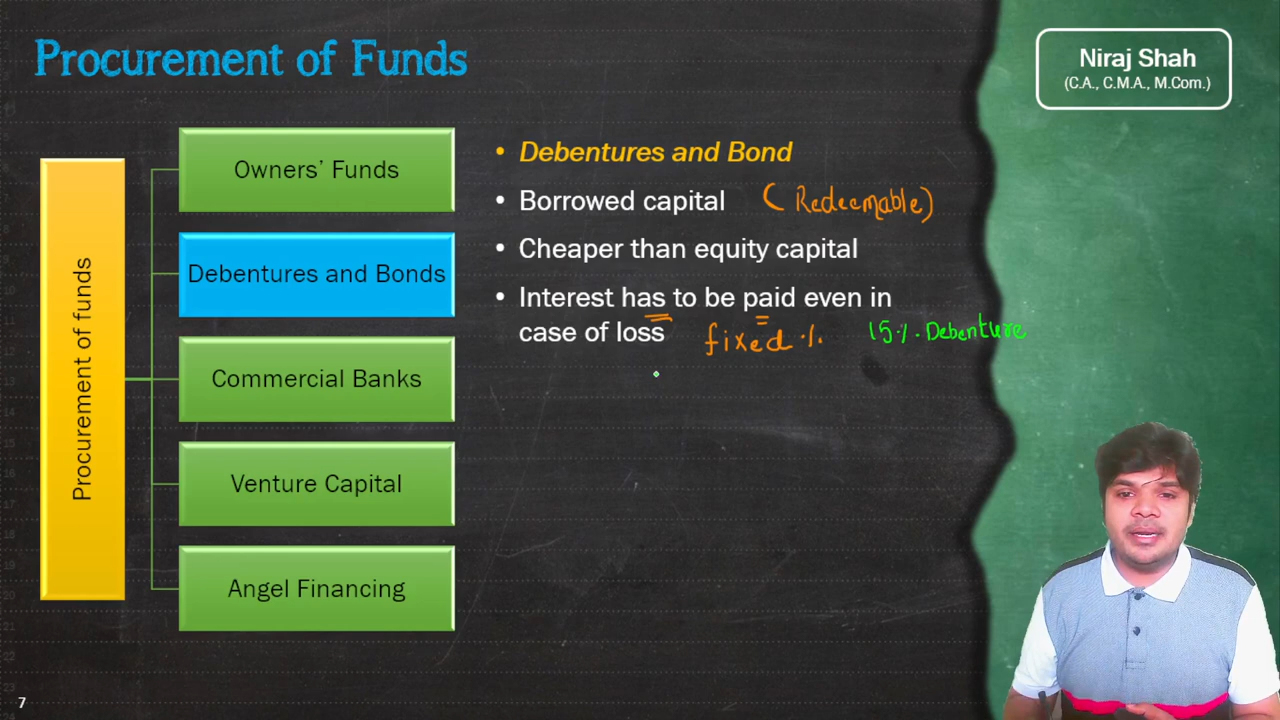 Procurement of Funds
Niraj Shah
(C.A., C.M.A., M.Com.)
Procurement of funds
Owners' Funds
Debentures and Bonds
Commercial Banks
Venture Capital
Angel Financing
• Debentures and Bond
• Borrowed capital (Redeemable)
• Cheaper than equity capital
• Interest has to be paid even in
case of loss fixed %. 15%. Debenture
7